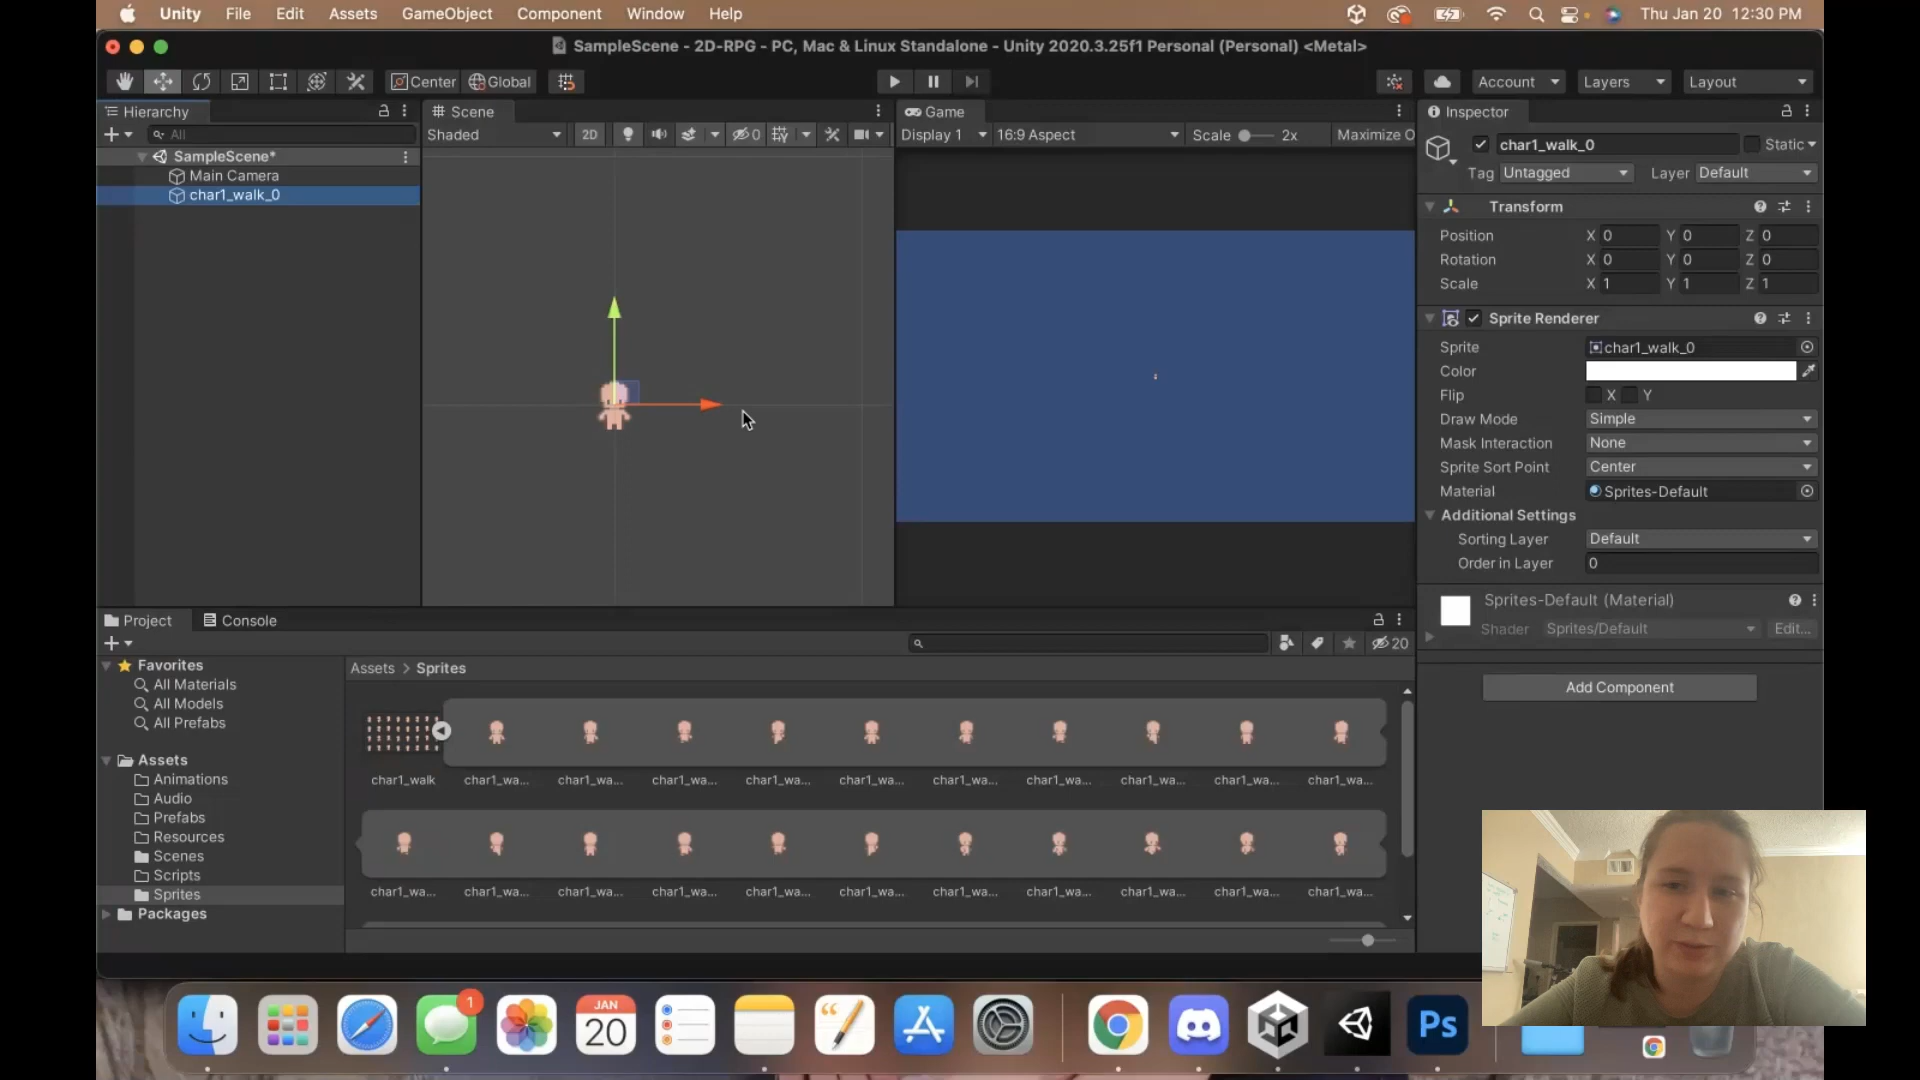 Unity File Edit Assets GameObject Component Window Help Thu Jan 20 12:30 PM
SampleScene - 2D-RPG - PC, Mac & Linux Standalone - Unity 2020.3.25f1 Personal (Personal) <Metal>
Center Global Account Layers Layout
Hierarchy
All
SampleScene*
Main Camera
char1_walk_0
Scene
Shaded 2D 0
Game
Display 1 16:9 Aspect Scale 2x Maximize O
Inspector
char1_walk_0 Static
Tag Untagged Layer Default
Transform
Position X 0 Y 0 Z 0
Rotation X 0 Y 0 Z 0
Scale X 1 Y 1 Z 1
Sprite Renderer
Sprite char1_walk_0
Color
Flip X Y
Draw Mode Simple
Mask Interaction None
Sprite Sort Point Center
Material Sprites-Default
Additional Settings
Sorting Layer Default
Order in Layer 0
Sprites-Default (Material)
Shader Sprites/Default Edit...
Add Component
Project Console
20
Favorites
All Materials
All Models
All Prefabs
Assets
Animations
Audio
Prefabs
Resources
Scenes
Scripts
Sprites
Packages
Assets > Sprites
char1_walk char1_wa... char1_wa... char1_wa... char1_wa... char1_wa... char1_wa... char1_wa... char1_wa... char1_wa... char1_wa...
char1_wa... char1_wa... char1_wa... char1_wa... char1_wa... char1_wa... char1_wa... char1_wa... char1_wa... char1_wa... char1_wa...
1
JAN
20
Ps